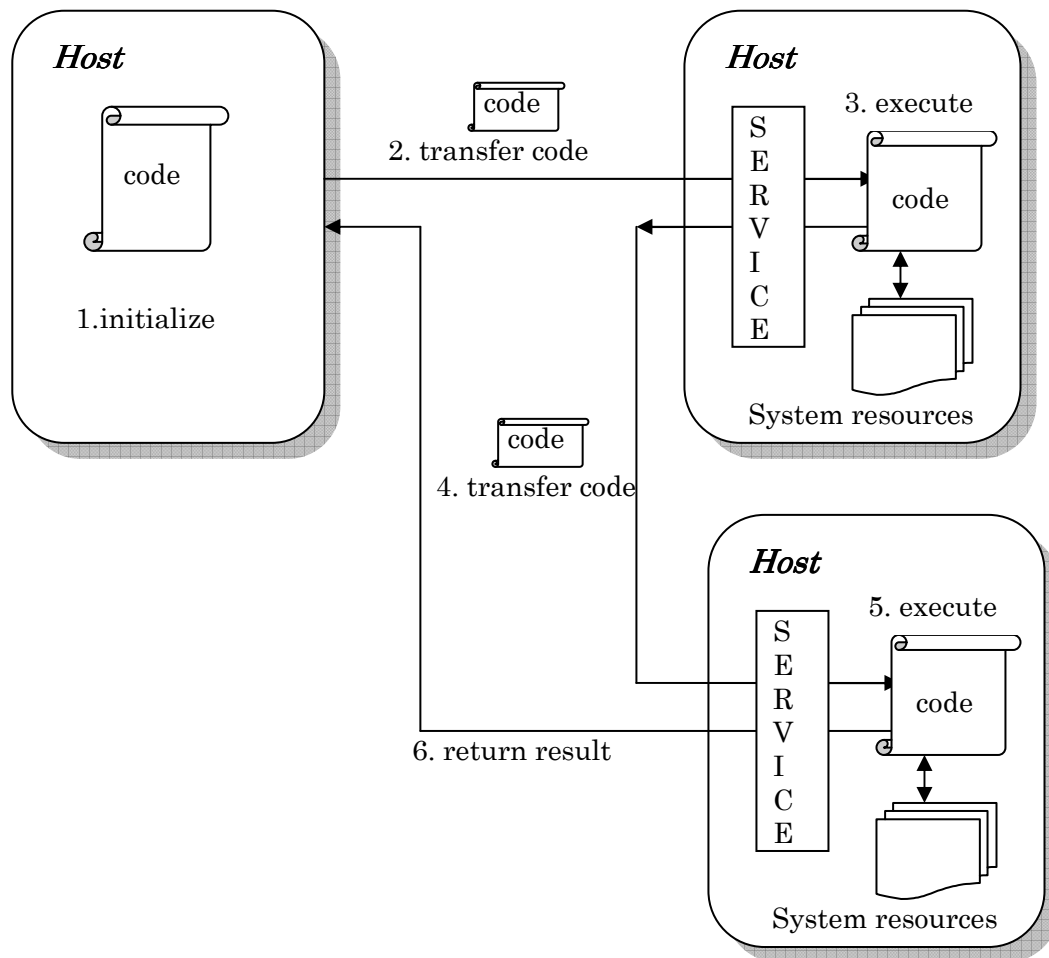 Host
code
1.initialize
code
2. transfer code
Host
3. execute
S
E
R
V
I
C
E
code
System resources
code
4. transfer code
Host
5. execute
S
E
R
V
I
C
E
code
6. return result
System resources